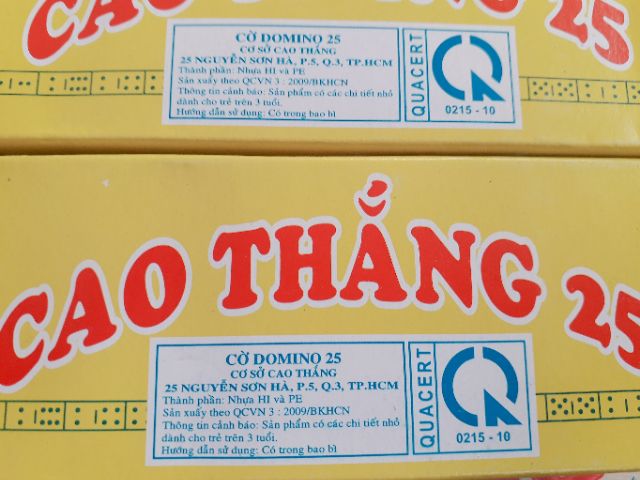 CAO THẮNG 25
CỜ DOMINO 25
CƠ SỞ CAO THẮNG
25 NGUYỄN SƠN HÀ, P.5, Q.3, TP.HCM
Thành phần: Nhựa HI và PE
Sản xuất theo QCVN 3 : 2009/BKHCN
Thông tin cảnh báo: Sản phẩm có các chi tiết nhỏ
dành cho trẻ trên 3 tuổi.
Hướng dẫn sử dụng: Có trong bao bì
QUACERT
0215 - 10
CAO THẮNG 25
CỜ DOMINO 25
CƠ SỞ CAO THẮNG
25 NGUYỄN SƠN HÀ, P.5, Q.3, TP.HCM
Thành phần: Nhựa HI và PE
Sản xuất theo QCVN 3 : 2009/BKHCN
Thông tin cảnh báo: Sản phẩm có các chi tiết nhỏ
dành cho trẻ trên 3 tuổi.
Hướng dẫn sử dụng: Có trong bao bì
QUACERT
0215 - 10